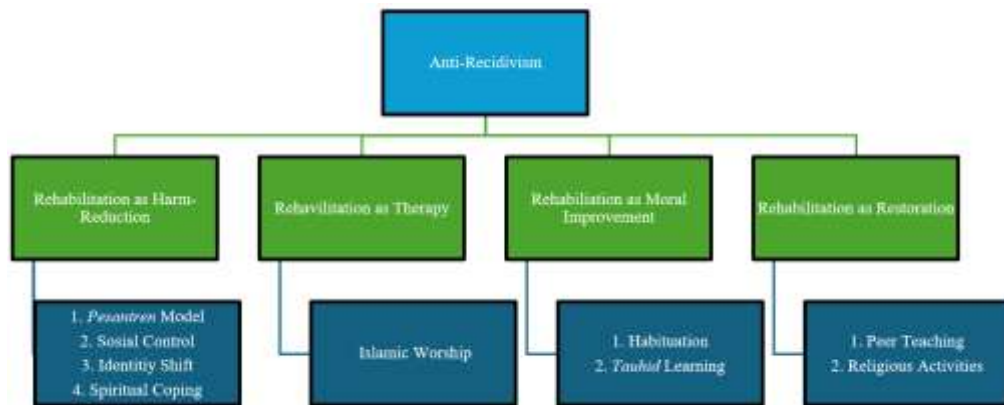 Anti-Recidivism
Rehabilitation as Harm-
Reduction
Rehavilitation as Therapy
Rehabiliation as Moral
Improvement
Rehabilitation as Restoration
1. Pesantren Model
2. Sosial Control
3. Identitiy Shift
4. Spiritual Coping
Islamic Worship
1. Habituation
2. Tauhid Learning
1. Peer Teaching
2. Religious Activities